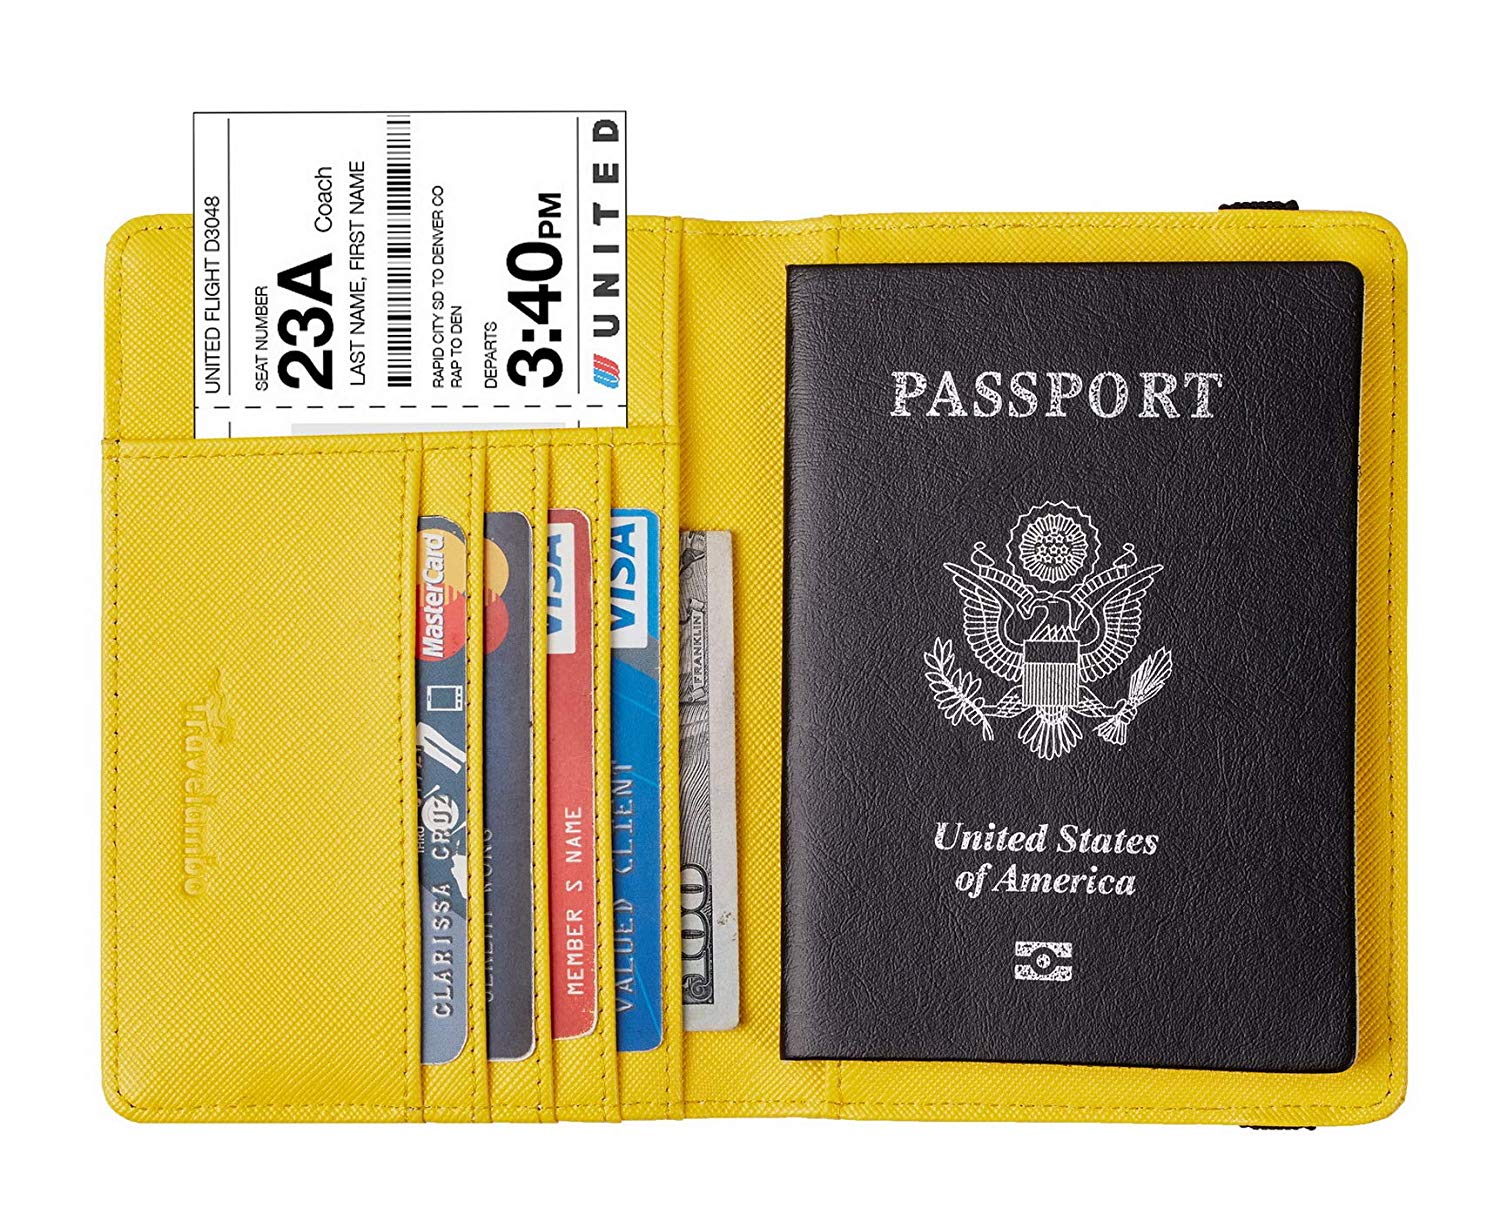 UNITED FLIGHT D3048
SEAT NUMBER
23A Coach
LAST NAME, FIRST NAME
RAPID CITY SD TO DENVER CO
RAP TO DEN
DEPARTS
3:40PM
UNITED
Travelambo
MasterCard
CLARISSA CRUZ
VISA
MEMBER S NAME
VISA
VALUED CLIENT
FRANKLIN
100
PASSPORT
United States
of America